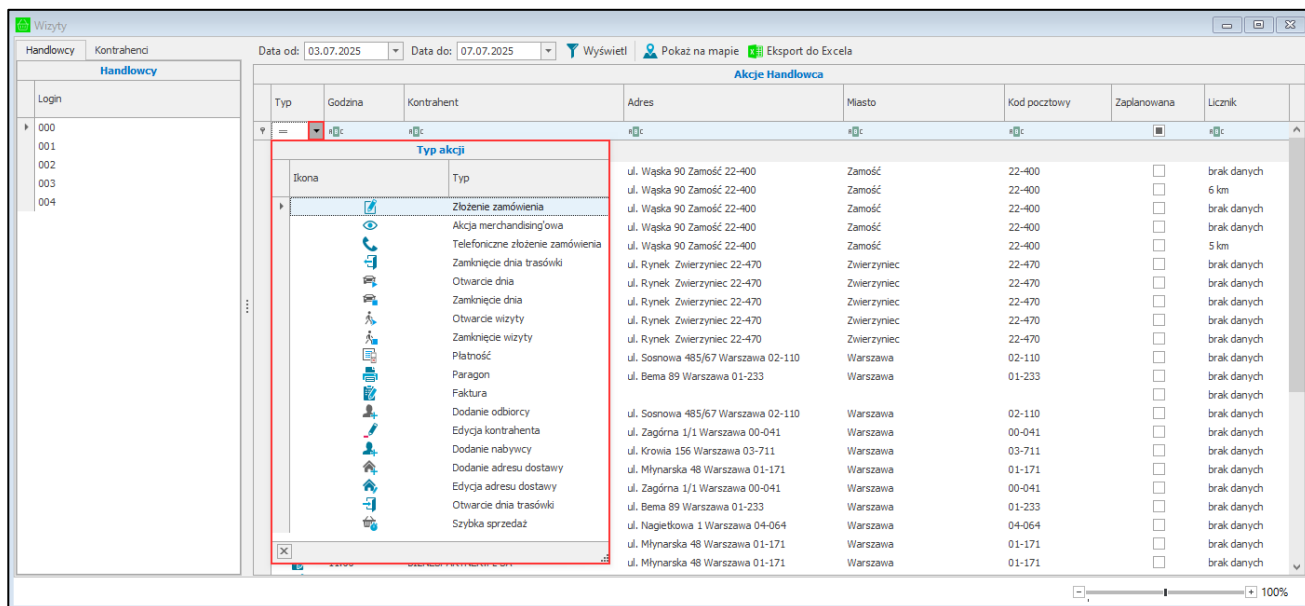 Wizyty
Handlowcy Kontrahenci Data od: 03.07.2025 Data do: 07.07.2025 Wyświetl Pokaż na mapie Eksport do Excela
Handlowcy Akcje Handlowca
Login Typ Godzina Kontrahent Adres Miasto Kod pocztowy Zaplanowana Licznik
000 =
001 Typ akcji
002 Ikona Typ ul. Wąska 90 Zamość 22-400 Zamość 22-400 brak danych
003 ul. Wąska 90 Zamość 22-400 Zamość 22-400 6 km
004 Złożenie zamówienia ul. Wąska 90 Zamość 22-400 Zamość 22-400 brak danych
Akcja merchandising'owa ul. Wąska 90 Zamość 22-400 Zamość 22-400 brak danych
Telefoniczne złożenie zamówienia ul. Wąska 90 Zamość 22-400 Zamość 22-400 5 km
Zamknięcie dnia trasówki ul. Rynek Zwierzyniec 22-470 Zwierzyniec 22-470 brak danych
Otwarcie dnia ul. Rynek Zwierzyniec 22-470 Zwierzyniec 22-470 brak danych
Zamknięcie dnia ul. Rynek Zwierzyniec 22-470 Zwierzyniec 22-470 brak danych
Otwarcie wizyty ul. Rynek Zwierzyniec 22-470 Zwierzyniec 22-470 brak danych
Zamknięcie wizyty ul. Rynek Zwierzyniec 22-470 Zwierzyniec 22-470 brak danych
Płatność ul. Sosnowa 485/67 Warszawa 02-110 Warszawa 02-110 brak danych
Paragon ul. Bema 89 Warszawa 01-233 Warszawa 01-233 brak danych
Faktura brak danych
Dodanie odbiorcy ul. Sosnowa 485/67 Warszawa 02-110 Warszawa 02-110 brak danych
Edycja kontrahenta ul. Zagórna 1/1 Warszawa 00-041 Warszawa 00-041 brak danych
Dodanie nabywcy ul. Krowia 156 Warszawa 03-711 Warszawa 03-711 brak danych
Dodanie adresu dostawy ul. Młynarska 48 Warszawa 01-171 Warszawa 01-171 brak danych
Edycja adresu dostawy ul. Zagórna 1/1 Warszawa 00-041 Warszawa 00-041 brak danych
Otwarcie dnia trasówki ul. Bema 89 Warszawa 01-233 Warszawa 01-233 brak danych
Szybka sprzedaż ul. Nagietkowa 1 Warszawa 04-064 Warszawa 04-064 brak danych
ul. Młynarska 48 Warszawa 01-171 Warszawa 01-171 brak danych
ul. Młynarska 48 Warszawa 01-171 Warszawa 01-171 brak danych
100%